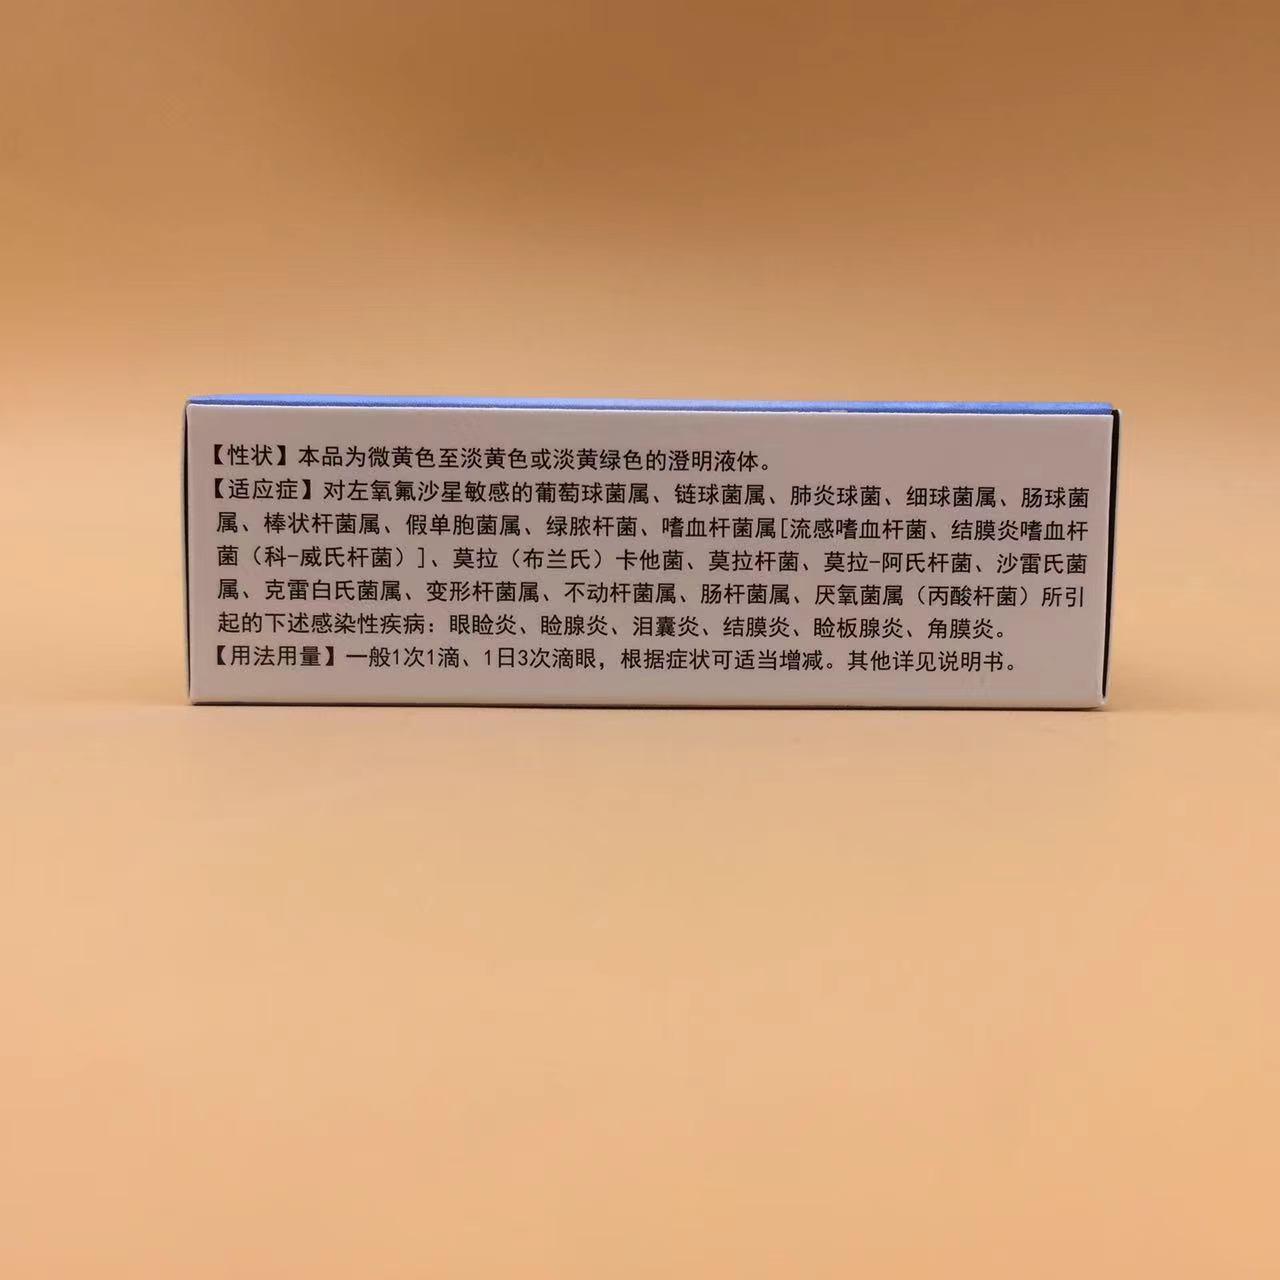 【性状】本品为微黄色至淡黄色或淡黄绿色的澄明液体。
【适应症】对左氧氟沙星敏感的葡萄球菌属、链球菌属、肺炎球菌、细球菌属、肠球菌
属、棒状杆菌属、假单胞菌属、绿脓杆菌、嗜血杆菌属[流感嗜血杆菌、结膜炎嗜血杆
菌（科-威氏杆菌）]、莫拉（布兰氏）卡他菌、莫拉杆菌、莫拉-阿氏杆菌、沙雷氏菌
属、克雷白氏菌属、变形杆菌属、不动杆菌属、肠杆菌属、厌氧菌属（丙酸杆菌）所引
起的下述感染性疾病：眼睑炎、睑腺炎、泪囊炎、结膜炎、睑板腺炎、角膜炎。
【用法用量】一般1次1滴、1日3次滴眼，根据症状可适当增减。其他详见说明书。